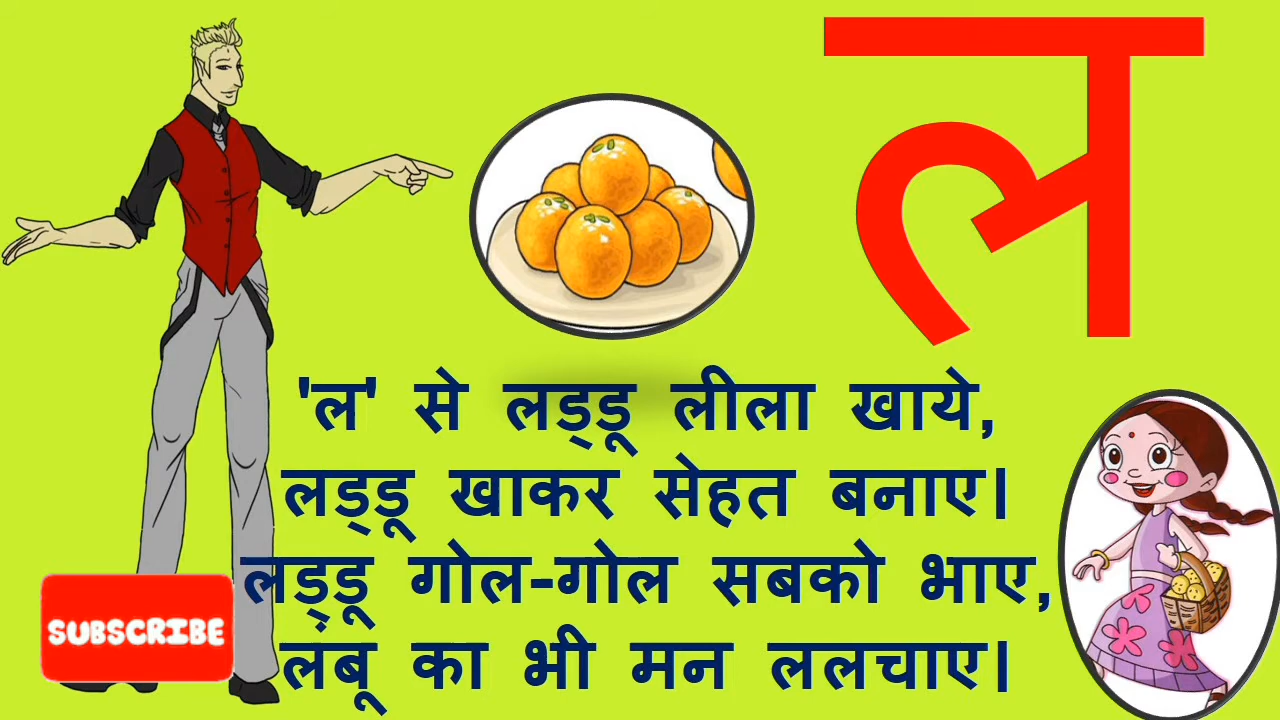 ल
'ल' से लड्डू लीला खाये,
लड्डू खाकर सेहत बनाए।
लड्डू गोल-गोल सबको भाए,
लंबू का भी मन ललचाए।
SUBSCRIBE